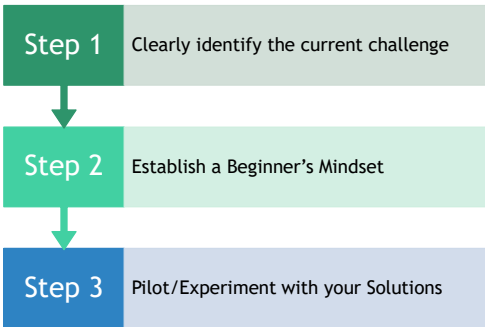 Step 1
Clearly identify the current challenge
Step 2
Establish a Beginner’s Mindset
Step 3
Pilot/Experiment with your Solutions